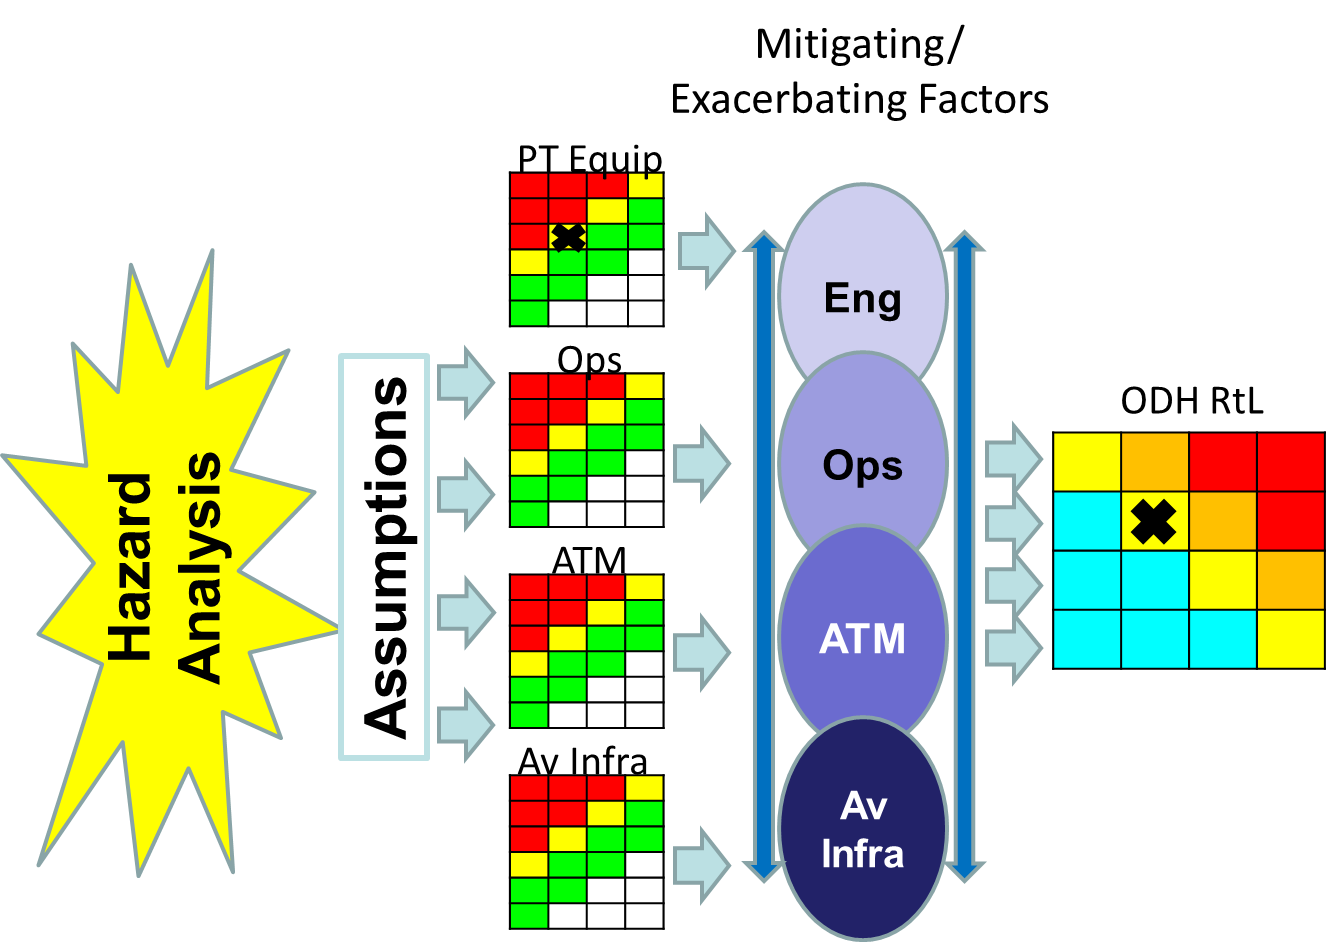 Mitigating/
Exacerbating Factors
Hazard
Analysis
Assumptions
PT Equip
Ops
ATM
Av Infra
Eng
Ops
ATM
Av
Infra
ODH RtL